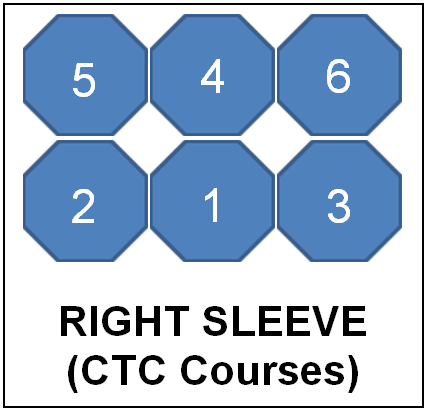 5 4 6
2 1 3
RIGHT SLEEVE
(CTC Courses)